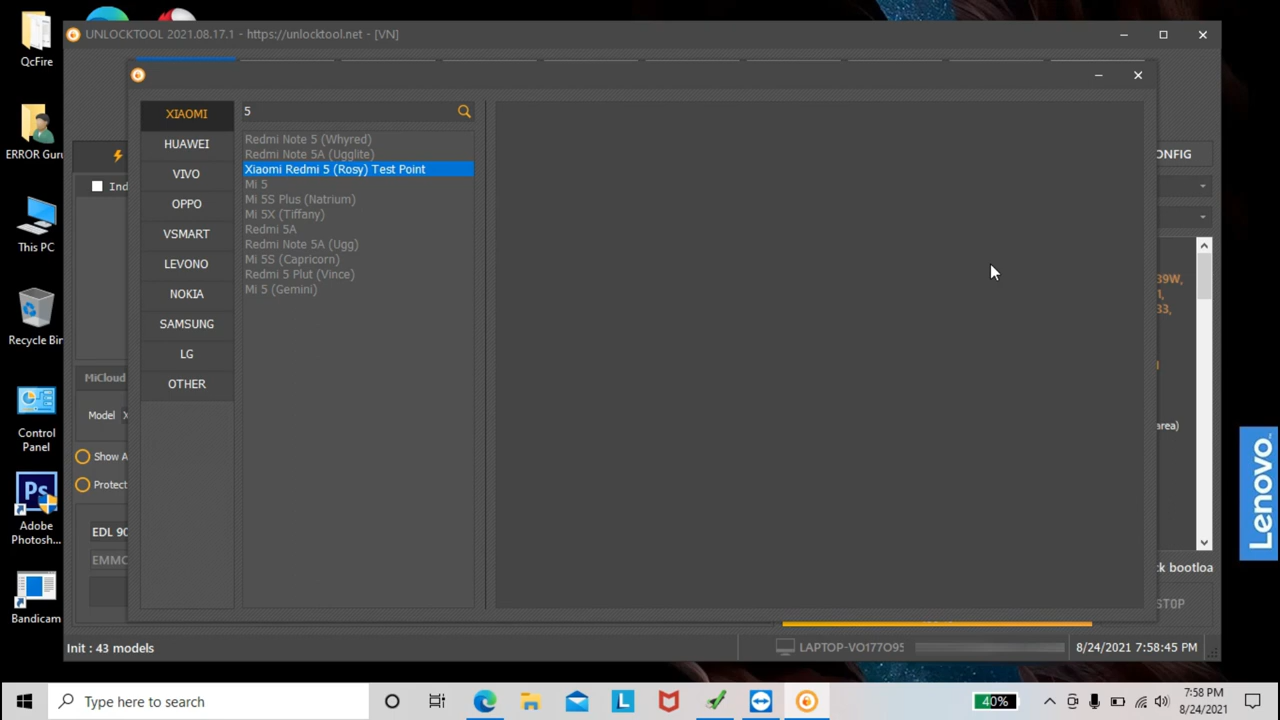 QcFire
ERROR Guru
This PC
Recycle Bin
Control
Panel
Ps
Adobe
Photosh...
Bandicam
UNLOCKTOOL 2021.08.17.1 - https://unlocktool.net - [VN]
XIAOMI
HUAWEI
VIVO
OPPO
VSMART
LEVONO
NOKIA
SAMSUNG
LG
OTHER
5
Redmi Note 5 (Whyred)
Redmi Note 5A (Ugglite)
Xiaomi Redmi 5 (Rosy) Test Point
Mi 5
Mi 5S Plus (Natrium)
Mi 5X (Tiffany)
Redmi 5A
Redmi Note 5A (Ugg)
Mi 5S (Capricorn)
Redmi 5 Plut (Vince)
Mi 5 (Gemini)
Ind
MiCloud
Model X
Show A
Protect
EDL 90
EMMC
ONFIG
39W,
1,
33,
area)
ck bootloa
STOP
Init : 43 models
LAPTOP-VO177O95
8/24/2021 7:58:45 PM
Lenovo
Type here to search
L
40%
7:58 PM
8/24/2021